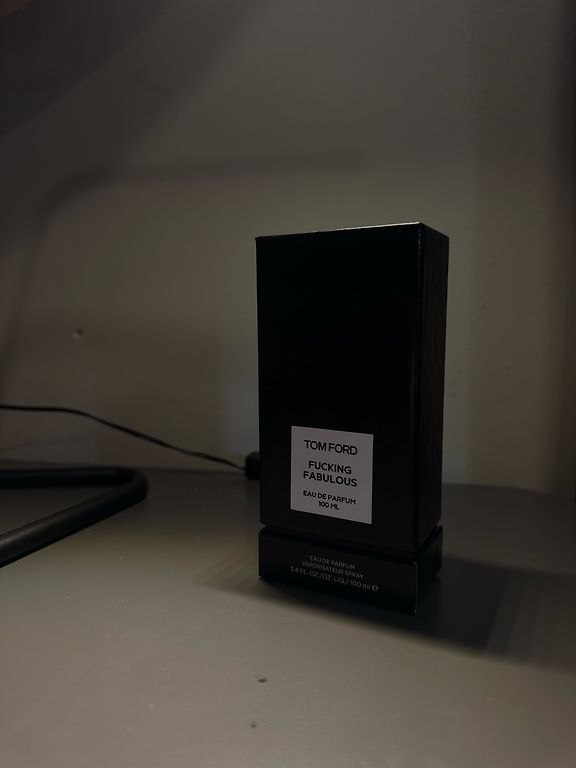 TOM FORD
FUCKING
FABULOUS
EAU DE PARFUM
100 ML
EAU DE PARFUM
VAPORISATEUR SPRAY
3.4 FL. OZ./OZ. LIQ./ 100 ml ℮